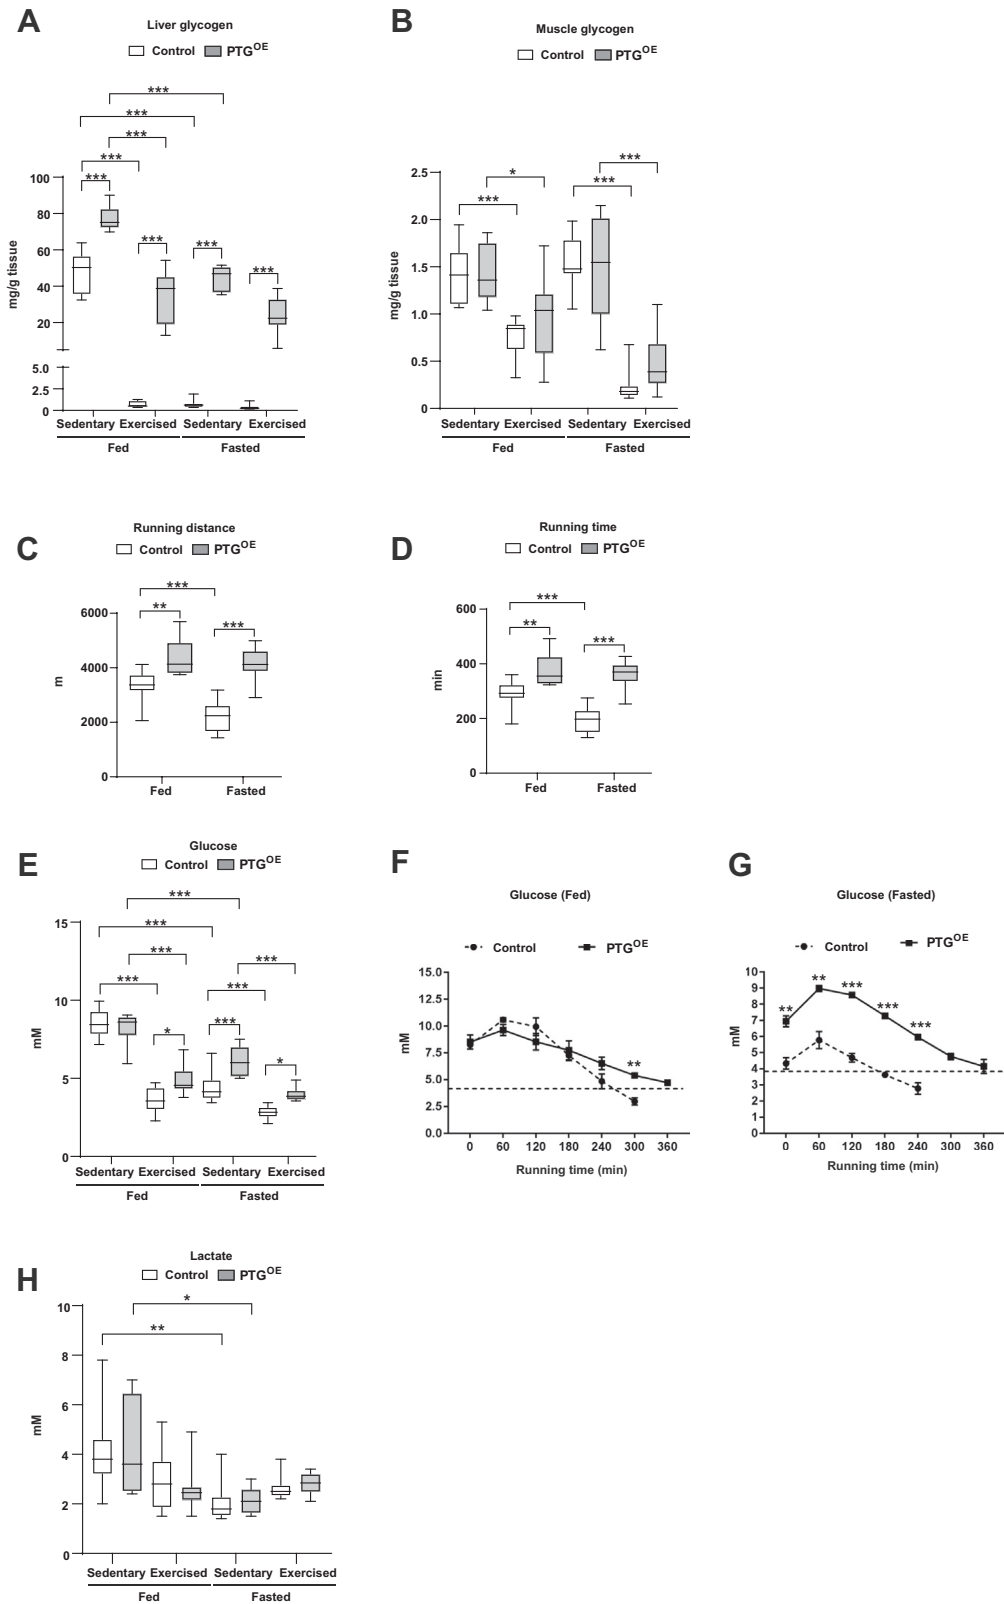 A
Liver glycogen
Control PTG^OE
***
***
***
***
***
***
***
***
100
80
60
40
20
5.0
2.5
0
mg/g tissue
Sedentary Exercised Sedentary Exercised
Fed Fasted
B
Muscle glycogen
Control PTG^OE
***
*
***
***
2.5
2.0
1.5
1.0
0.5
0
mg/g tissue
Sedentary Exercised Sedentary Exercised
Fed Fasted
C
Running distance
Control PTG^OE
***
**
***
6000
4000
2000
0
m
Fed Fasted
D
Running time
Control PTG^OE
***
**
***
600
400
200
0
min
Fed Fasted
E
Glucose
Control PTG^OE
***
***
***
***
***
***
***
*
*
15
10
5
0
mM
Sedentary Exercised Sedentary Exercised
Fed Fasted
F
Glucose (Fed)
Control PTG^OE
15.0
12.5
10.0
7.5
5.0
2.5
0.0
mM
**
0 60 120 180 240 300 360
Running time (min)
G
Glucose (Fasted)
Control PTG^OE
10
9
8
7
6
5
4
3
2
1
0
mM
** ** *** *** ***
0 60 120 180 240 300 360
Running time (min)
H
Lactate
Control PTG^OE
*
**
10
8
6
4
2
0
mM
Sedentary Exercised Sedentary Exercised
Fed Fasted